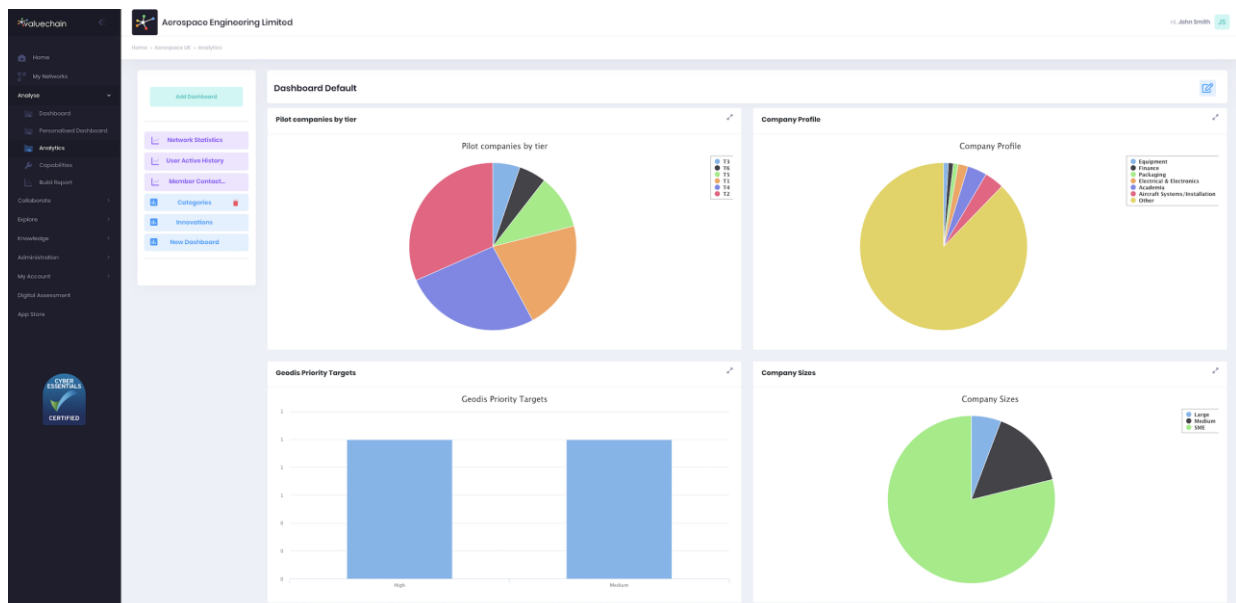 valuechain
Aerospace Engineering Limited
Hi, John Smith
JS
Home > Aerospace UK > Analytics
Home
My Networks
Analyse
Dashboard
Personalised Dashboard
Analytics
Capabilities
Build Report
Collaborate
Explore
Knowledge
Administration
My Account
Digital Assessment
App Store
CYBER
ESSENTIALS
CERTIFIED
Add Dashboard
Network Statistics
User Active History
Member Contact...
Categories
Innovations
New Dashboard
Dashboard Default
Pilot companies by tier
Pilot companies by tier
T3
T6
T5
T1
T4
T2
Company Profile
Company Profile
Equipment
Finance
Packaging
Electrical & Electronics
Academia
Aircraft Systems/Installation
Other
Geodis Priority Targets
Geodis Priority Targets
1
1
1
1
0
0
0
High
Medium
Company Sizes
Company Sizes
Large
Medium
SME